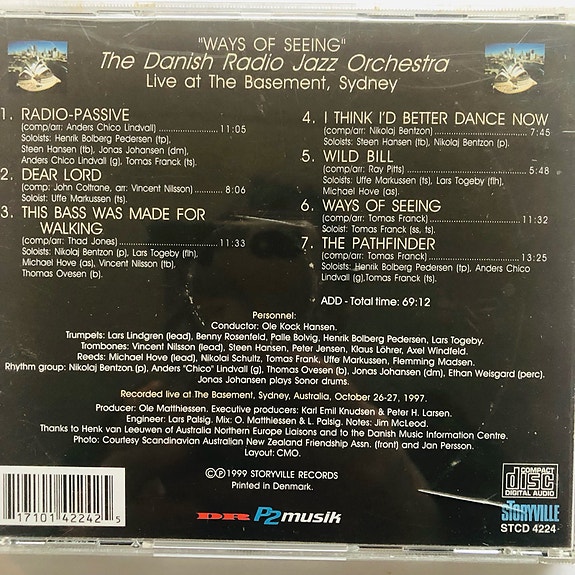 "WAYS OF SEEING"
The Danish Radio Jazz Orchestra
Live at The Basement, Sydney
1. RADIO-PASSIVE
(comp/arr: Anders Chico Lindvall) ..................... 11:05
Soloists: Henrik Bolberg Pedersen (tp),
Steen Hansen (tb), Jonas Johansen (dm),
Anders Chico Lindvall (g), Tomas Franck (ts)
2. DEAR LORD
(comp: John Coltrane, arr: Vincent Nilsson) ......... 8:06
Soloist: Uffe Markussen (ts)
3. THIS BASS WAS MADE FOR
WALKING
(comp/arr: Thad Jones) ..................... 11:33
Soloists: Nikolaj Bentzon (p), Lars Togeby (flh),
Michael Hove (as), Vincent Nilsson (tb),
Thomas Ovesen (b).
4. I THINK I'D BETTER DANCE NOW
(comp/arr: Nikolaj Bentzon) ..................... 7:45
Soloists: Steen Hansen (tb), Nikolaj Bentzon (p).
5. WILD BILL
(comp/arr: Ray Pitts) ..................... 5:48
Soloists: Uffe Markussen (ts), Lars Togeby (flh),
Michael Hove (as).
6. WAYS OF SEEING
(comp/arr: Tomas Franck) ..................... 11:32
Soloist: Tomas Franck (ss, ts).
7. THE PATHFINDER
(comp/arr: Tomas Franck) ..................... 13:25
Soloists: Henrik Bolberg Pedersen (tp), Anders Chico
Lindvall (g),Tomas Franck (ts).
ADD - Total time: 69:12
Personnel:
Conductor: Ole Kock Hansen.
Trumpets: Lars Lindgren (lead), Benny Rosenfeld, Palle Bolvig, Henrik Bolberg Pedersen, Lars Togeby.
Trombones: Vincent Nilsson (lead), Steen Hansen, Peter Jensen, Klaus Löhrer, Axel Windfeld.
Reeds: Michael Hove (lead), Nikolai Schultz, Tomas Frank, Uffe Markussen, Flemming Madsen.
Rhythm group: Nikolaj Bentzon.(p), Anders "Chico" Lindvall (g), Thomas Ovesen (b), Jonas Johansen (dm), Ethan Weisgard (perc).
Jonas Johansen plays Sonor drums.
Recorded live at The Basement, Sydney, Australia, October 26-27, 1997.
Producer: Ole Matthiessen. Executive producers: Karl Emil Knudsen & Peter H. Larsen.
Engineer: Lars Palsig. Mix: O. Matthiessen & L. Palsig. Notes: Jim McLeod.
Thanks to Henk van Leeuwen of Australia Northern Europe Liaisons and to the Danish Music Information Centre.
Photo: Courtesy Scandinavian Australian New Zealand Friendship Assn. (front) and Jan Persson.
Layout: CMO.
©℗ 1999 STORYVILLE RECORDS
Printed in Denmark.
17101 42242 5
DR P2musik
COMPACT
disc
DIGITAL AUDIO
STORYVILLE
STCD 4224